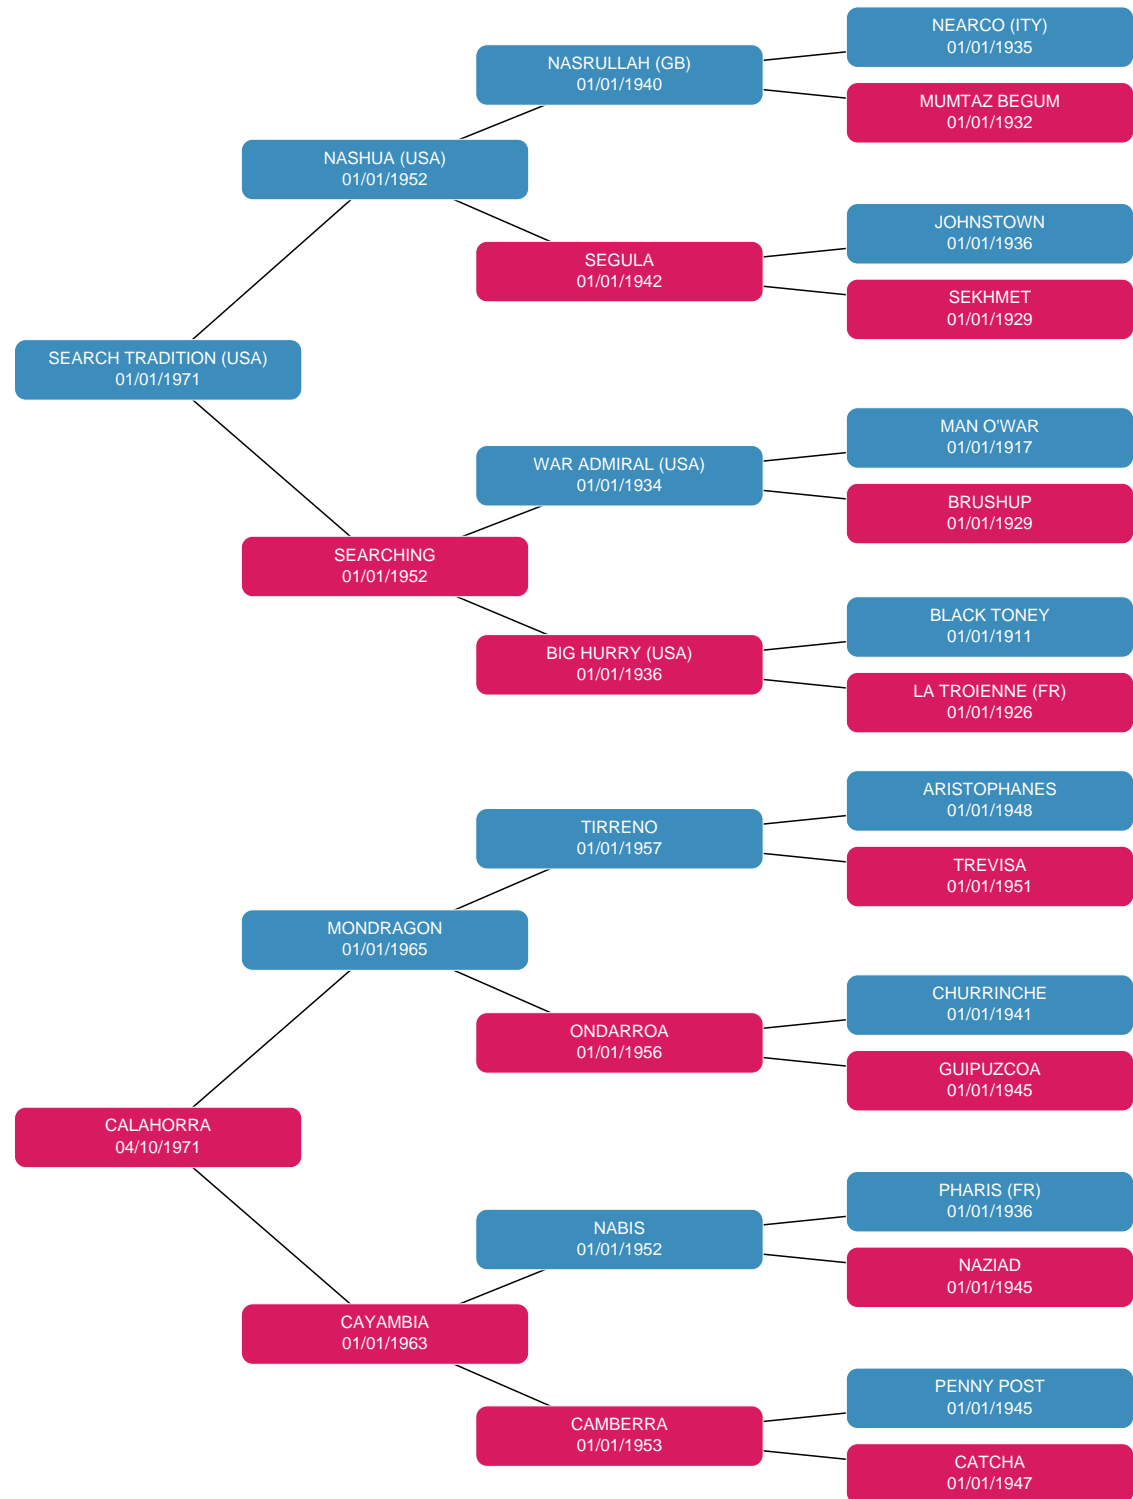 NEARCO (ITY)
01/01/1935
NASRULLAH (GB)
01/01/1940
MUMTAZ BEGUM
01/01/1932
NASHUA (USA)
01/01/1952
JOHNSTOWN
01/01/1936
SEGULA
01/01/1942
SEKHMET
01/01/1929
SEARCH TRADITION (USA)
01/01/1971
MAN O'WAR
01/01/1917
WAR ADMIRAL (USA)
01/01/1934
BRUSHUP
01/01/1929
SEARCHING
01/01/1952
BLACK TONEY
01/01/1911
BIG HURRY (USA)
01/01/1936
LA TROIENNE (FR)
01/01/1926
ARISTOPHANES
01/01/1948
TIRRENO
01/01/1957
TREVISA
01/01/1951
MONDRAGON
01/01/1965
CHURRINCHE
01/01/1941
ONDARROA
01/01/1956
GUIPUZCOA
01/01/1945
CALAHORRA
04/10/1971
PHARIS (FR)
01/01/1936
NABIS
01/01/1952
NAZIAD
01/01/1945
CAYAMBIA
01/01/1963
PENNY POST
01/01/1945
CAMBERRA
01/01/1953
CATCHA
01/01/1947